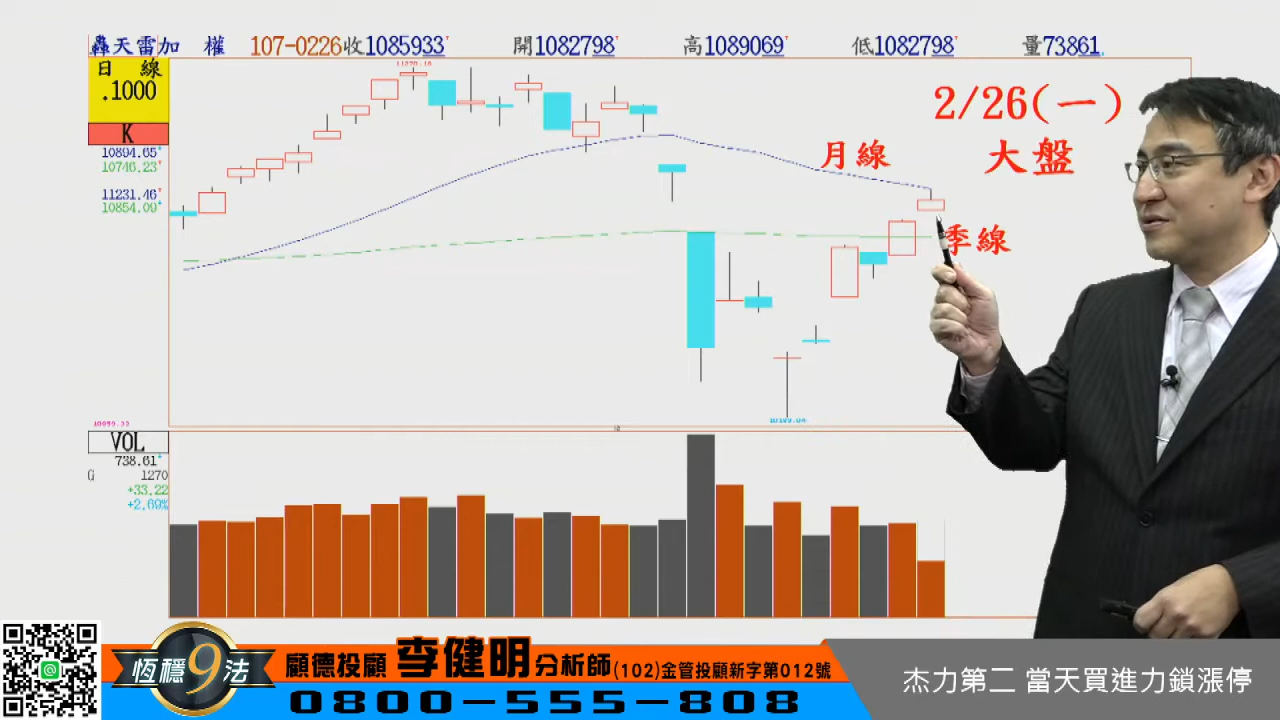 轟天雷加 權 107-0226收1085933 開1082798 高1089069 低1082798 量73861
日 線
.1000
K
10894.65
10746.23
11231.46
10854.09
2/26(一)
大盤
月線
季線
VOL
738.61
1270
+33.22
+2.69%
恆穩9法
顧德投顧 李健明分析師(102)金管投顧新字第012號
0800-555-808
杰力第二 當天買進力鎖漲停